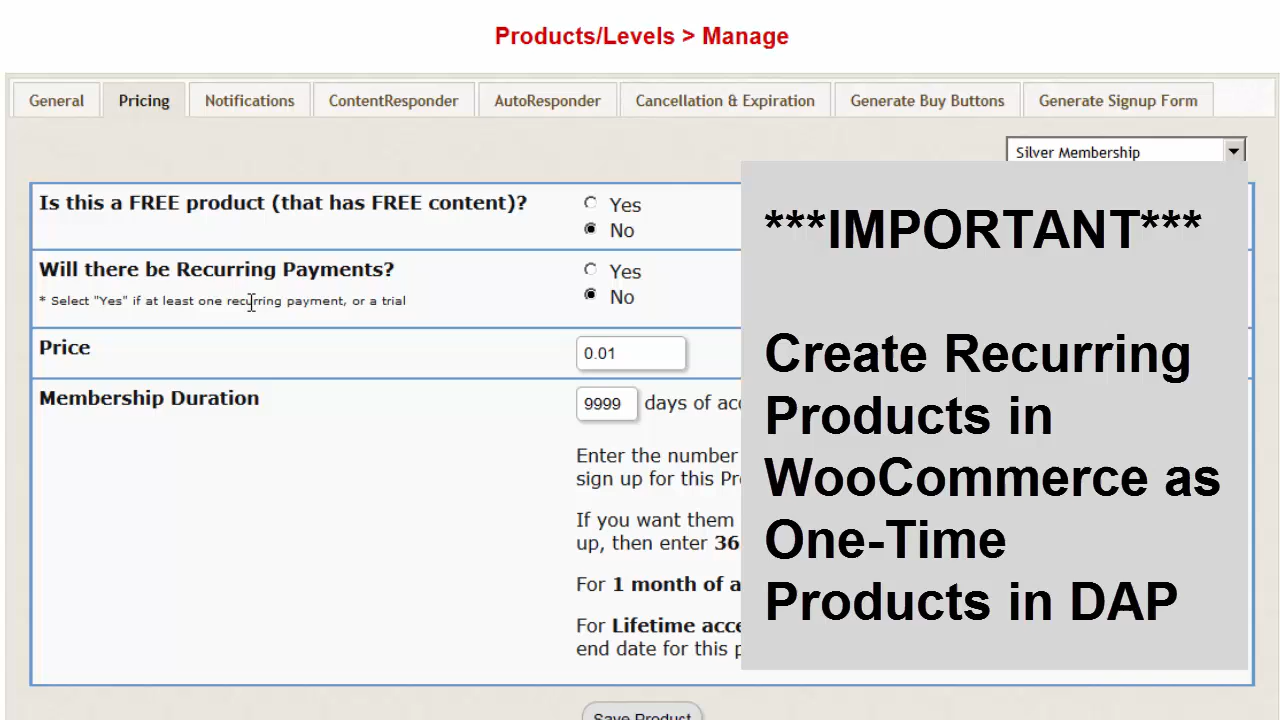 Products/Levels > Manage
General
Pricing
Notifications
ContentResponder
AutoResponder
Cancellation & Expiration
Generate Buy Buttons
Generate Signup Form
Silver Membership
Is this a FREE product (that has FREE content)?
Yes
No
Will there be Recurring Payments?
* Select "Yes" if at least one recurring payment, or a trial
Yes
No
Price
0.01
Membership Duration
9999 days of
Enter the number
sign up for this
If you want them
up, then enter
For 1 month of
For Lifetime
end date for this
Save Product
***IMPORTANT***
Create Recurring
Products in
WooCommerce as
One-Time
Products in DAP